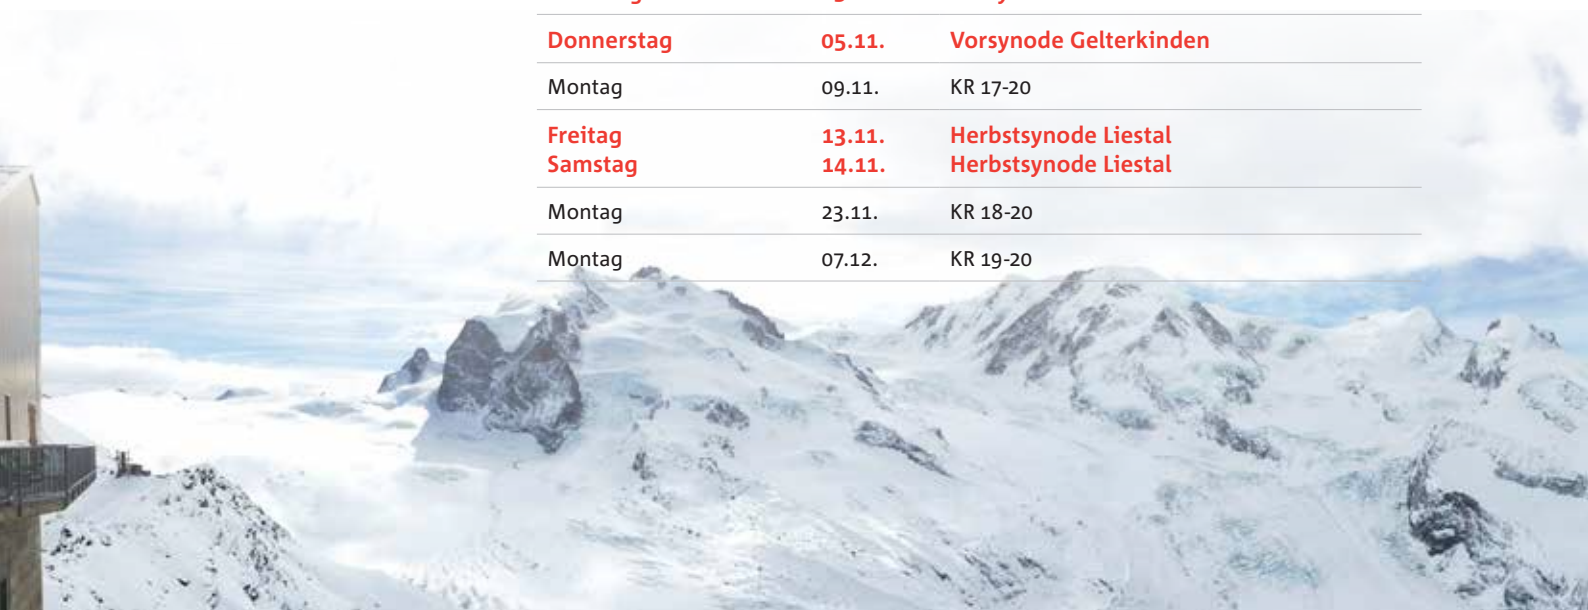 Donnerstag 05.11. Vorsynode Gelterkinden
Montag 09.11. KR 17-20
Freitag 13.11. Herbstsynode Liestal
Samstag 14.11. Herbstsynode Liestal
Montag 23.11. KR 18-20
Montag 07.12. KR 19-20